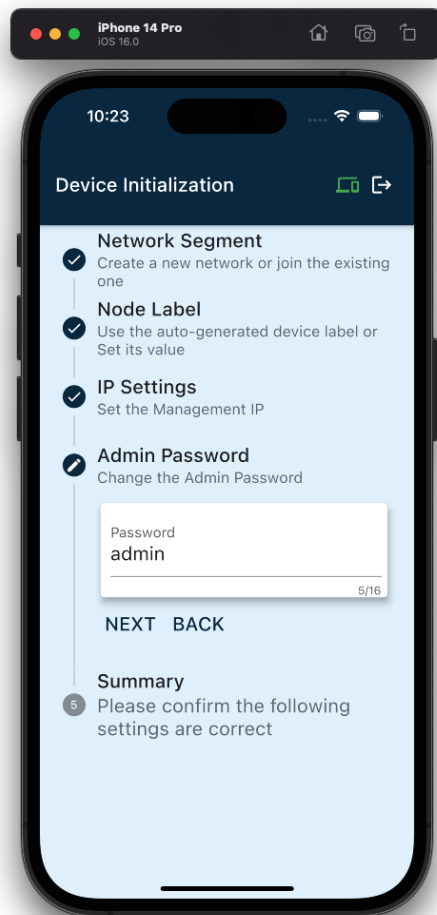 iPhone 14 Pro
iOS 16.0
10:23
Device Initialization
Network Segment
Create a new network or join the existing
one
Node Label
Use the auto-generated device label or
Set its value
IP Settings
Set the Management IP
Admin Password
Change the Admin Password
Password
admin
5/16
NEXT BACK
Summary
5
Please confirm the following
settings are correct